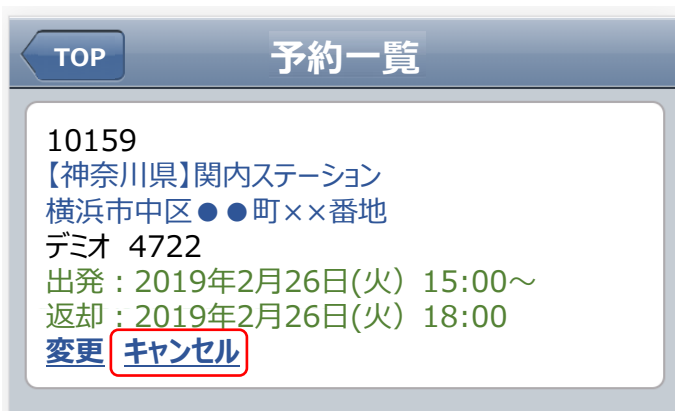 TOP
予約一覧
10159
【神奈川県】関内ステーション
横浜市中区●●町××番地
デミオ 4722
出発：2019年2月26日(火）15:00～
返却：2019年2月26日(火）18:00
変更 キャンセル